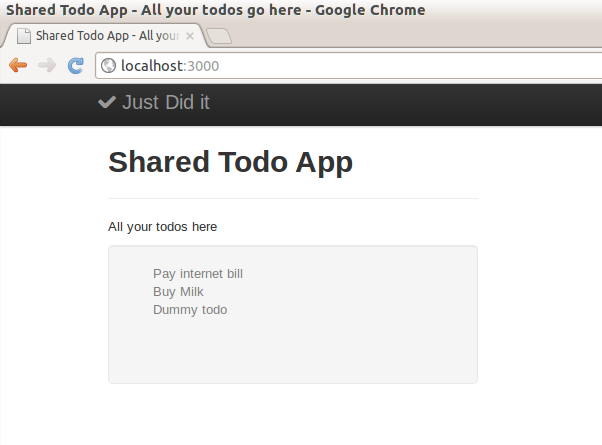 Shared Todo App - All your todos go here - Google Chrome
Shared Todo App - All your
localhost:3000
Just Did it
Shared Todo App
All your todos here
Pay internet bill
Buy Milk
Dummy todo